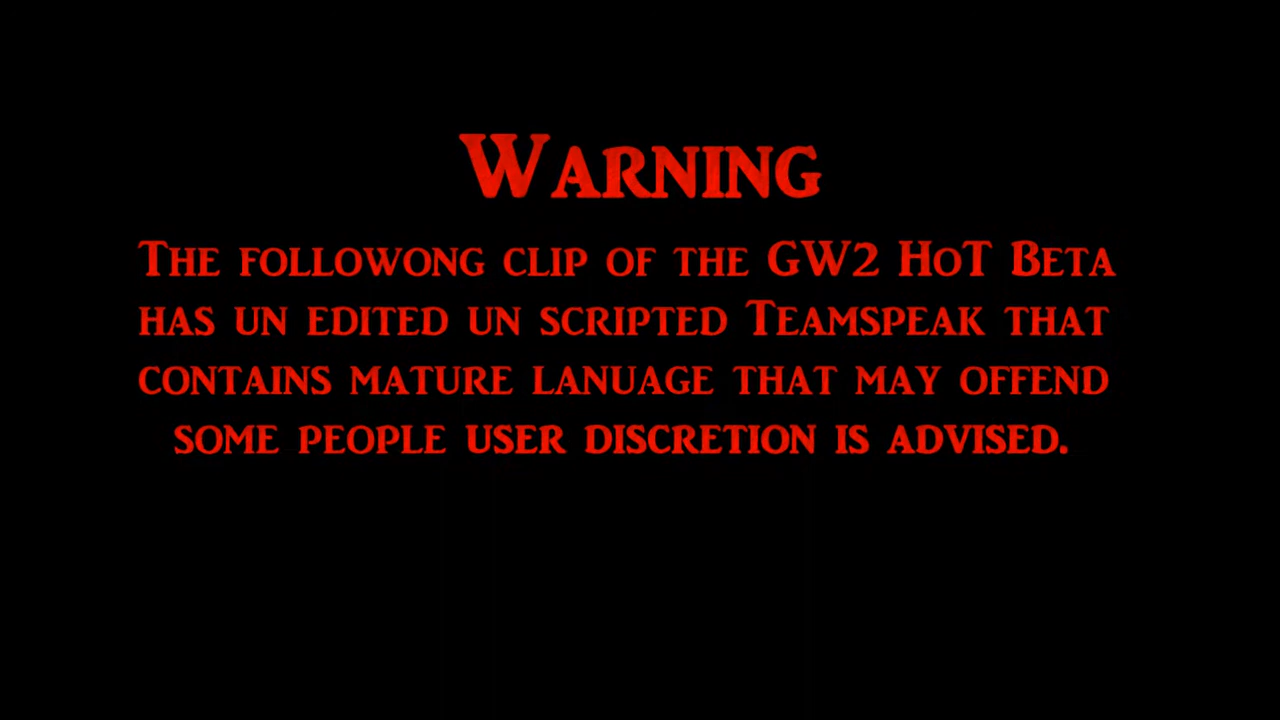 Warning
The followong clip of the GW2 HoT Beta
has un edited un scripted Teamspeak that
contains mature lanuage that may offend
some people user discretion is advised.